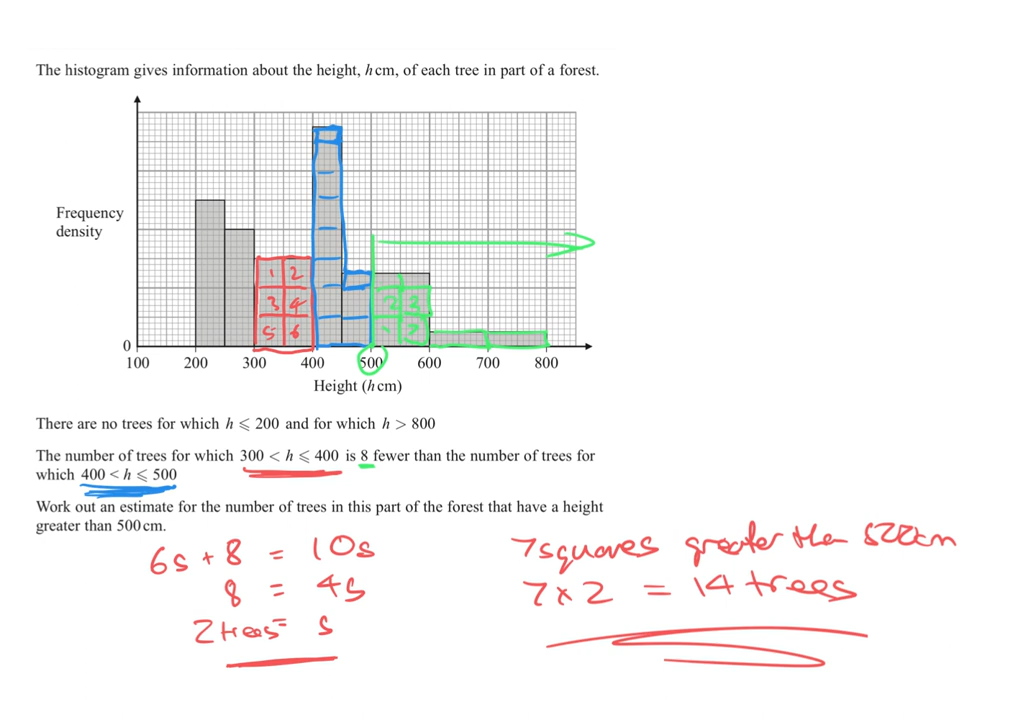 The histogram gives information about the height, h cm, of each tree in part of a forest.
Frequency
density
1 2
3 4
5 6
2 3
1 2
0
100 200 300 400 500 600 700 800
Height (h cm)
There are no trees for which h ⩽ 200 and for which h > 800
The number of trees for which 300 < h ⩽ 400 is 8 fewer than the number of trees for
which 400 < h ⩽ 500
Work out an estimate for the number of trees in this part of the forest that have a height
greater than 500 cm.
6s + 8 = 10s
8 = 4s
2 trees = s
7 squares greater than 500cm
7 x 2 = 14 trees